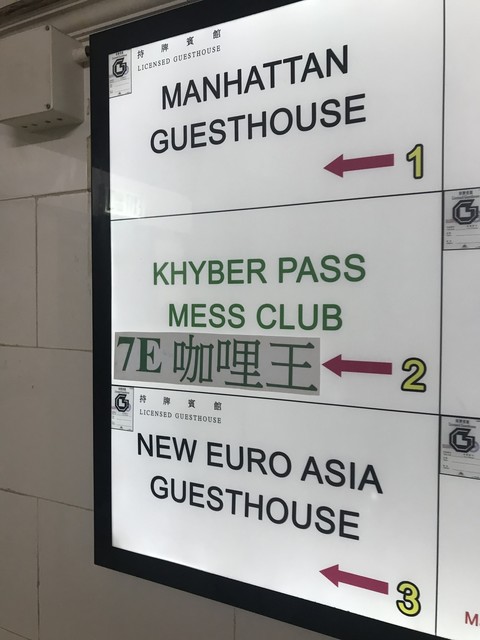 持牌賓館
LICENSED GUESTHOUSE
MANHATTAN
GUESTHOUSE
1
KHYBER PASS
MESS CLUB
7E 咖哩王
2
持牌賓館
LICENSED GUESTHOUSE
NEW EURO ASIA
GUESTHOUSE
3
M